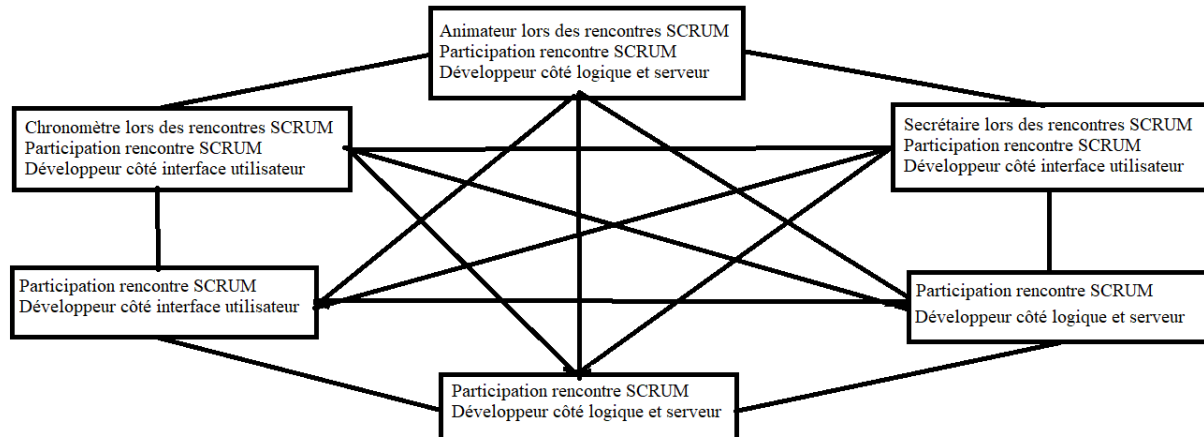 Animateur lors des rencontres SCRUM
Participation rencontre SCRUM
Développeur côté logique et serveur
Chronomètre lors des rencontres SCRUM
Participation rencontre SCRUM
Développeur côté interface utilisateur
Secrétaire lors des rencontres SCRUM
Participation rencontre SCRUM
Développeur côté interface utilisateur
Participation rencontre SCRUM
Développeur côté interface utilisateur
Participation rencontre SCRUM
Développeur côté logique et serveur
Participation rencontre SCRUM
Développeur côté logique et serveur